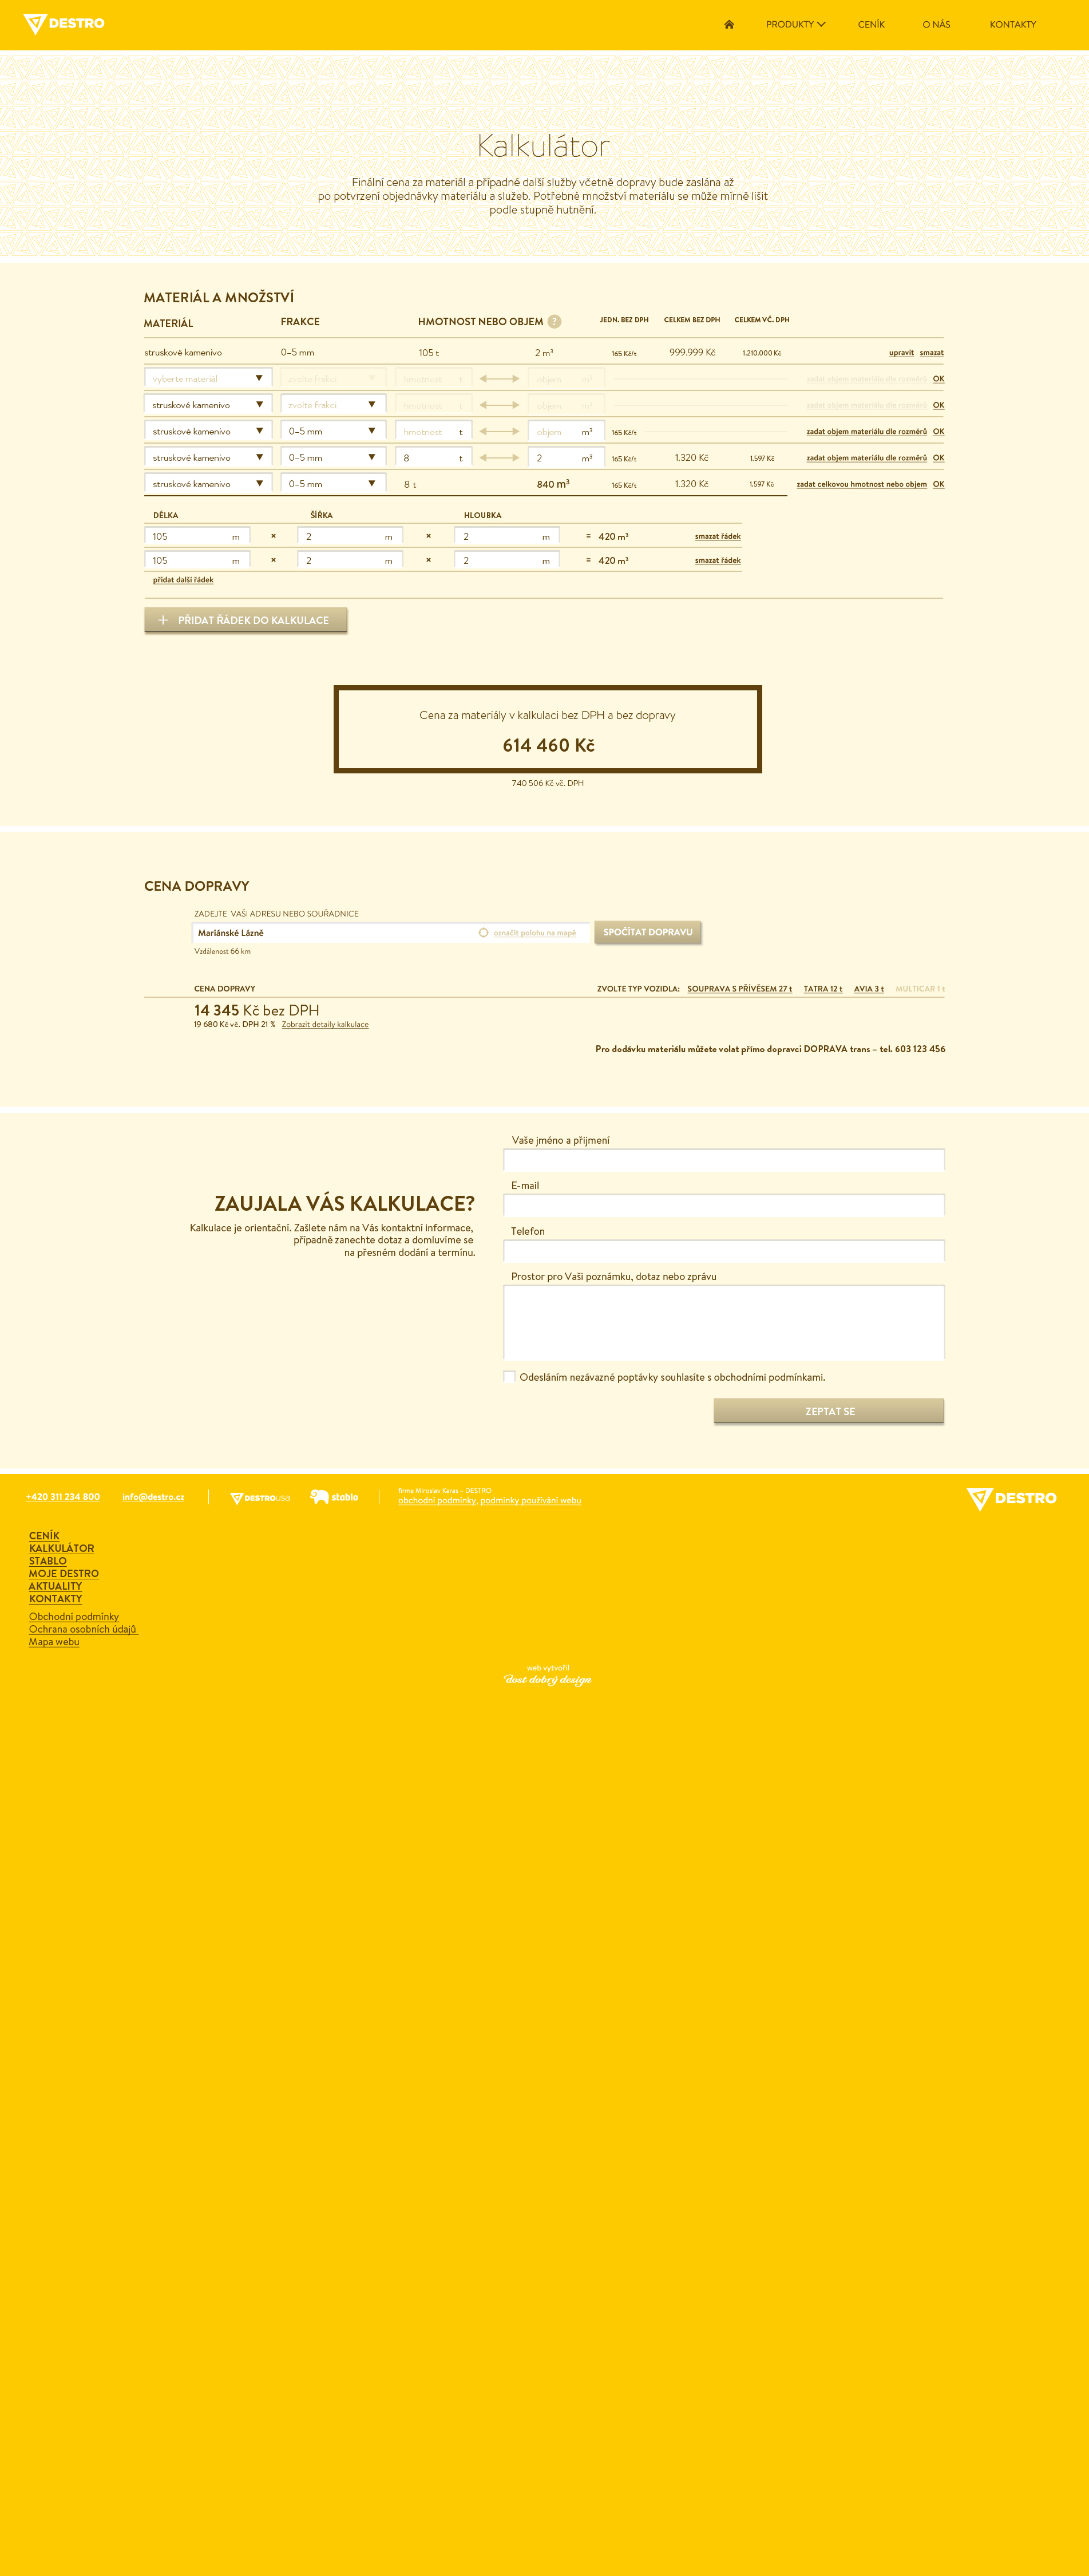 DESTRO
PRODUKTY
CENÍK
O NÁS
KONTAKTY
Kalkulátor
Finální cena za materiál a případné další služby včetně dopravy bude zaslána až
po potvrzení objednávky materiálu a služeb. Potřebné množství materiálu se může mírně lišit
podle stupně hutnění.
MATERIÁL A MNOŽSTVÍ
MATERIÁL FRAKCE HMOTNOST NEBO OBJEM ? JEDN. BEZ DPH CELKEM BEZ DPH CELKEM VČ. DPH
struskové kamenivo 0–5 mm 105 t 2 m³ 165 Kč/t 999.999 Kč 1.210.000 Kč upravit smazat
vyberte materiál zvolte frakci hmotnost t objem m³ zadat objem materiálu dle rozměrů OK
struskové kamenivo zvolte frakci hmotnost t objem m³ zadat objem materiálu dle rozměrů OK
struskové kamenivo 0–5 mm hmotnost t objem m³ 165 Kč/t zadat objem materiálu dle rozměrů OK
struskové kamenivo 0–5 mm 8 t 2 m³ 165 Kč/t 1.320 Kč 1.597 Kč zadat objem materiálu dle rozměrů OK
struskové kamenivo 0–5 mm 8 t 840 m³ 165 Kč/t 1.320 Kč 1.597 Kč zadat celkovou hmotnost nebo objem OK
DÉLKA ŠÍŘKA HLOUBKA
105 m × 2 m × 2 m = 420 m³ smazat řádek
105 m × 2 m × 2 m = 420 m³ smazat řádek
přidat další řádek
+ PŘIDAT ŘÁDEK DO KALKULACE
Cena za materiály v kalkulaci bez DPH a bez dopravy
614 460 Kč
740 506 Kč vč. DPH
CENA DOPRAVY
ZADEJTE VAŠI ADRESU NEBO SOUŘADNICE
Mariánské Lázně označit polohu na mapě SPOČÍTAT DOPRAVU
Vzdálenost 66 km
CENA DOPRAVY ZVOLTE TYP VOZIDLA: SOUPRAVA S PŘÍVĚSEM 27 t TATRA 12 t AVIA 3 t MULTICAR 1 t
14 345 Kč bez DPH
19 680 Kč vč. DPH 21 % Zobrazit detaily kalkulace
Pro dodávku materiálu můžete volat přímo dopravci DOPRAVA trans – tel. 603 123 456
Vaše jméno a příjmení
E-mail
ZAUJALA VÁS KALKULACE?
Kalkulace je orientační. Zašlete nám na Vás kontaktní informace,
případně zanechte dotaz a domluvíme se
na přesném dodání a termínu.
Telefon
Prostor pro Vaši poznámku, dotaz nebo zprávu
Odesláním nezávazné poptávky souhlasíte s obchodními podmínkami.
ZEPTAT SE
+420 311 234 800
info@destro.cz
DESTROUSA
stablo
firma Miroslav Karas – DESTRO
obchodní podmínky, podmínky používání webu
DESTRO
CENÍK
KALKULÁTOR
STABLO
MOJE DESTRO
AKTUALITY
KONTAKTY
Obchodní podmínky
Ochrana osobních údajů
Mapa webu
web vytvořil
dost dobrý design